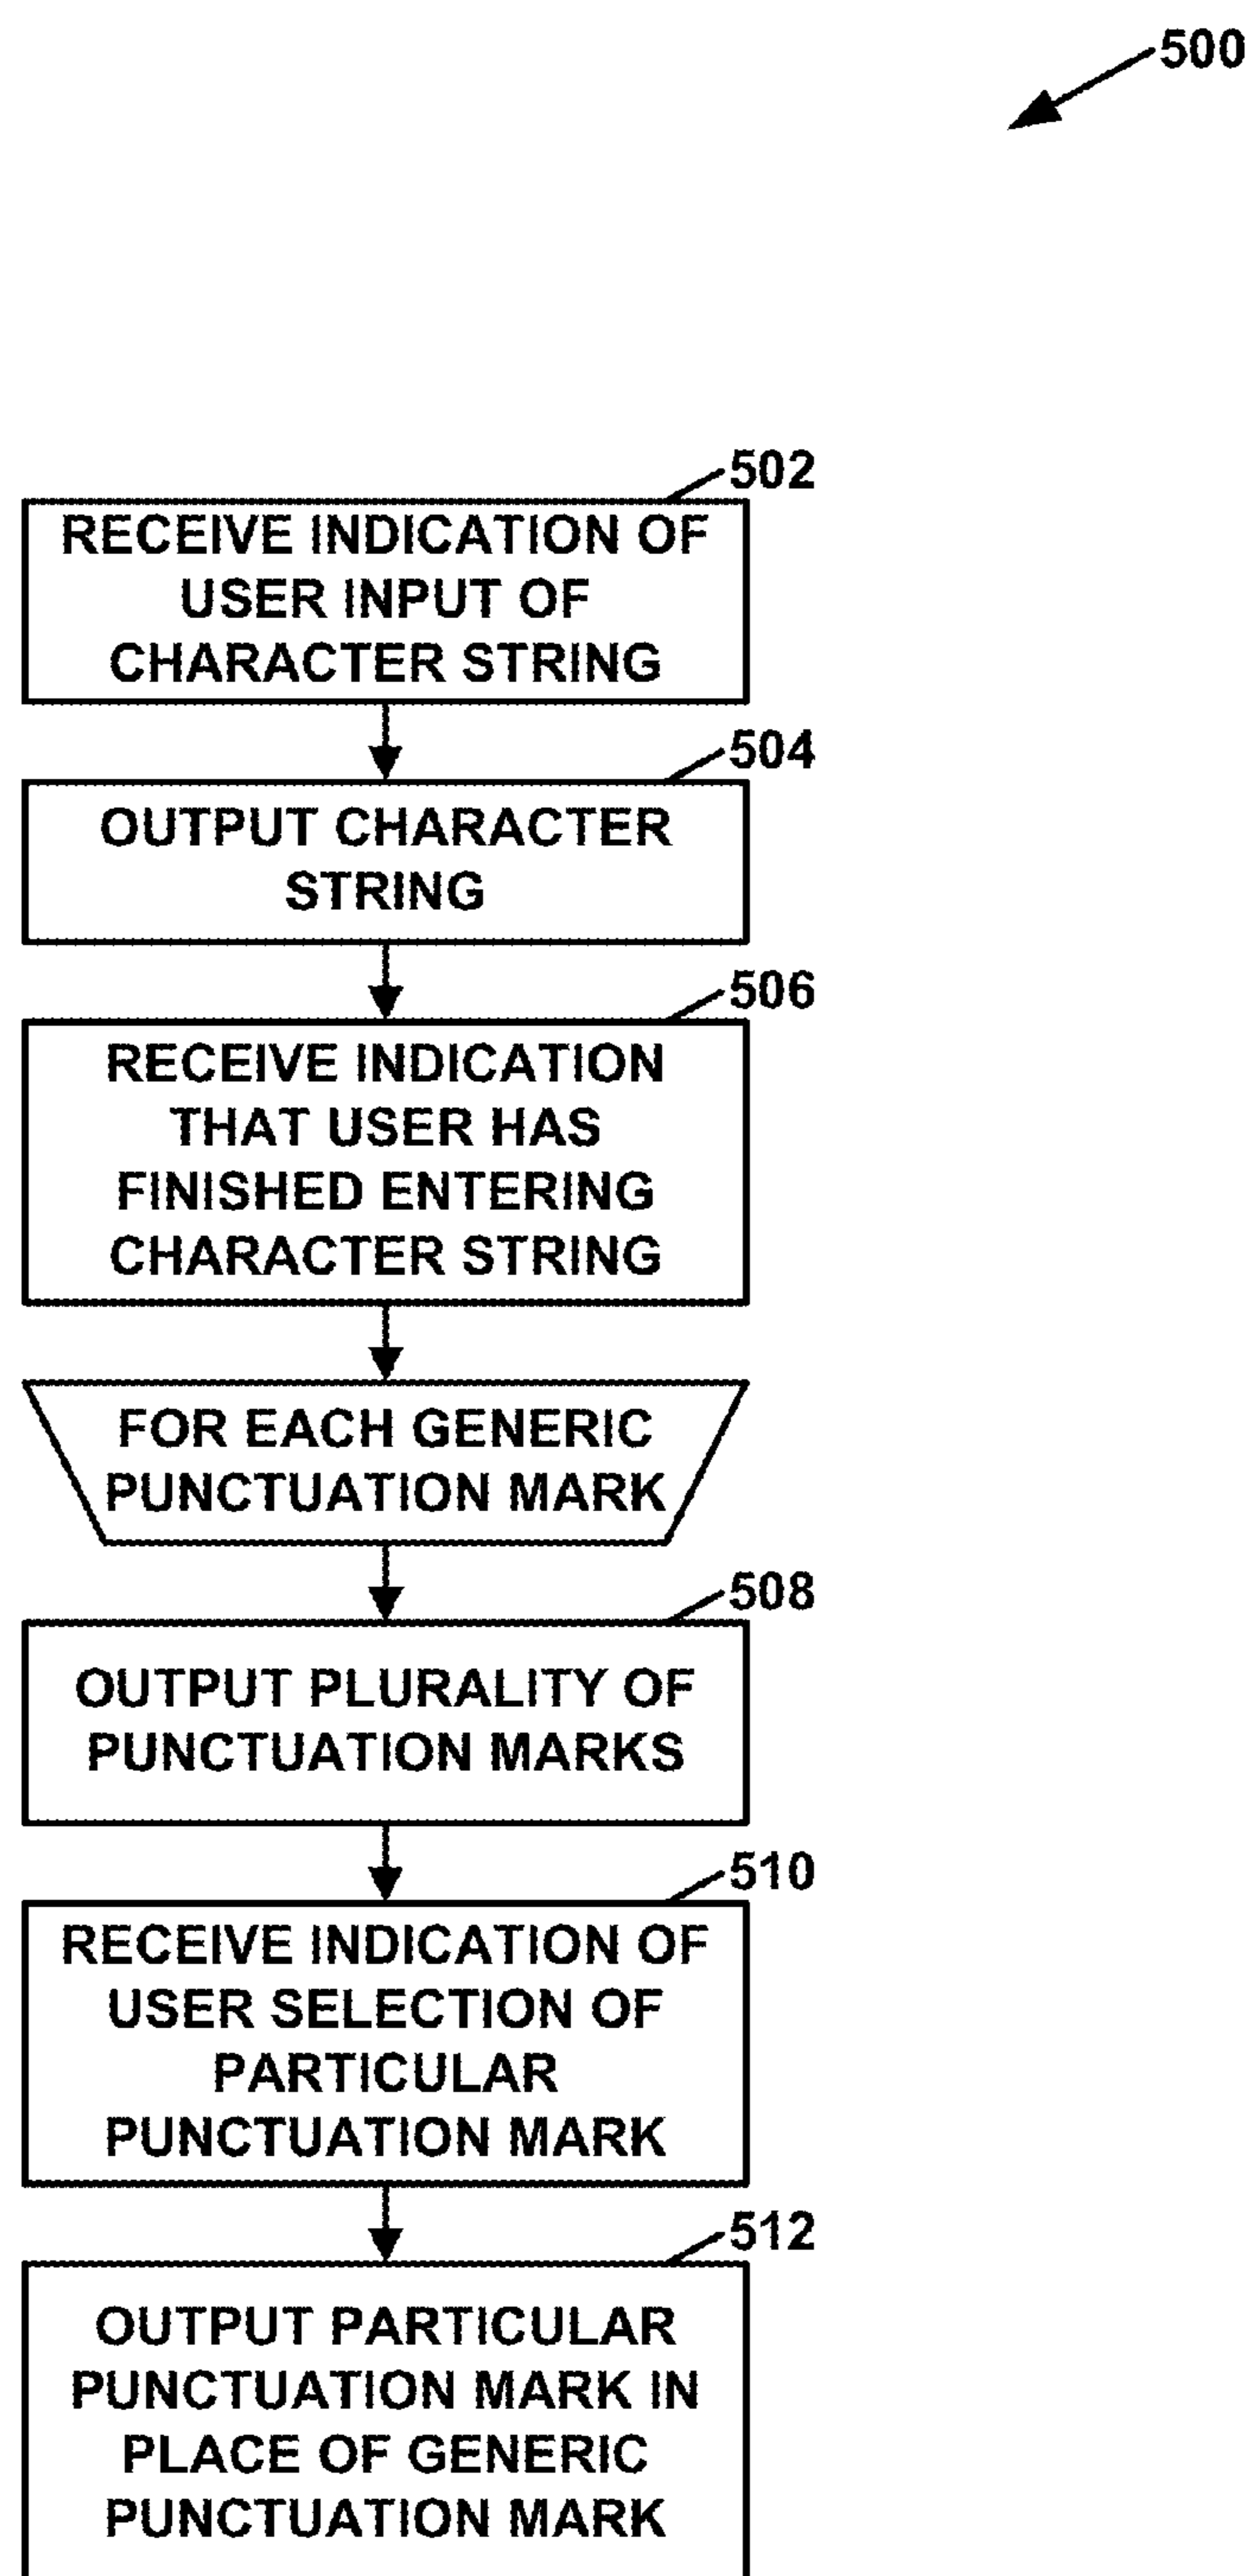 500
502
RECEIVE INDICATION OF
USER INPUT OF
CHARACTER STRING
504
OUTPUT CHARACTER
STRING
506
RECEIVE INDICATION
THAT USER HAS
FINISHED ENTERING
CHARACTER STRING
FOR EACH GENERIC
PUNCTUATION MARK
508
OUTPUT PLURALITY OF
PUNCTUATION MARKS
510
RECEIVE INDICATION OF
USER SELECTION OF
PARTICULAR
PUNCTUATION MARK
512
OUTPUT PARTICULAR
PUNCTUATION MARK IN
PLACE OF GENERIC
PUNCTUATION MARK